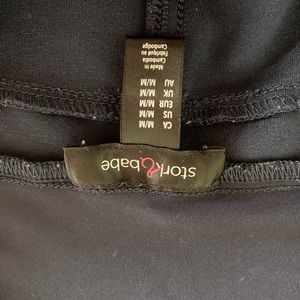 stork&babe
CA M/M
US M/M
EUR M/M
UK M/M
AU M/M
Made in
Cambodia
Fabriqué au
Cambodge